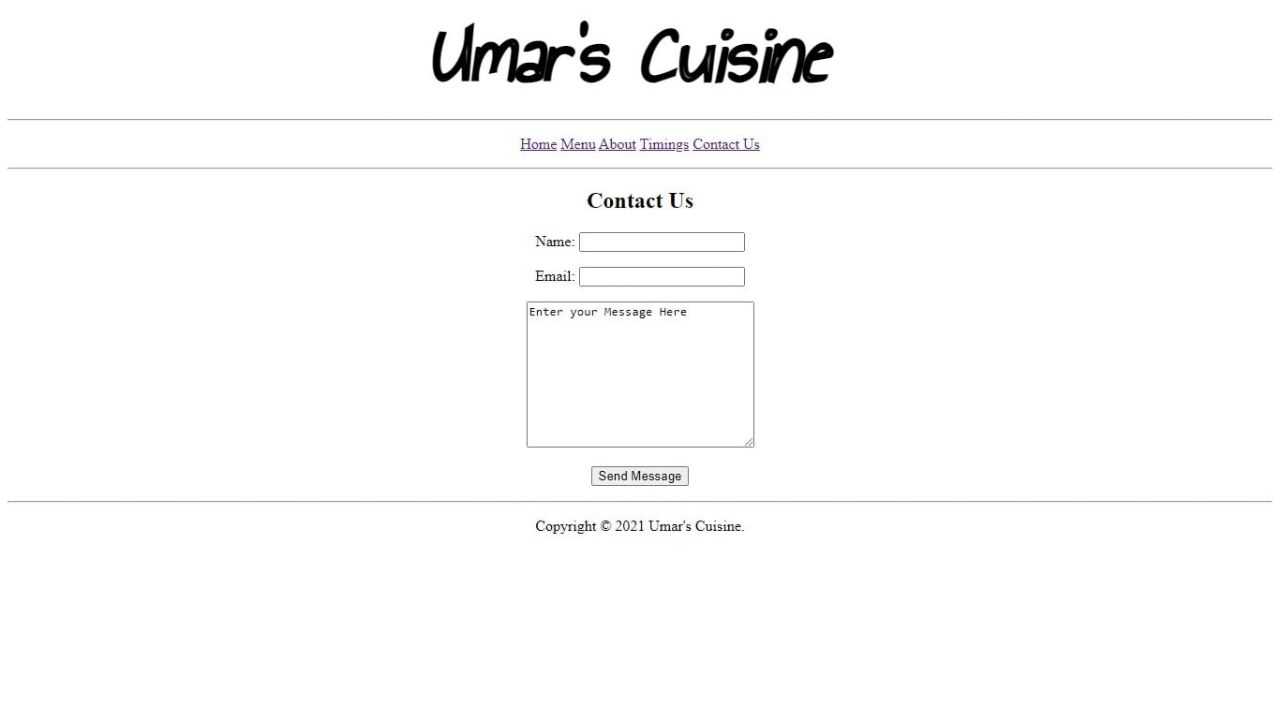 Umar's Cuisine
Home Menu About Timings Contact Us
Contact Us
Name:
Email:
Enter your Message Here
Send Message
Copyright © 2021 Umar's Cuisine.